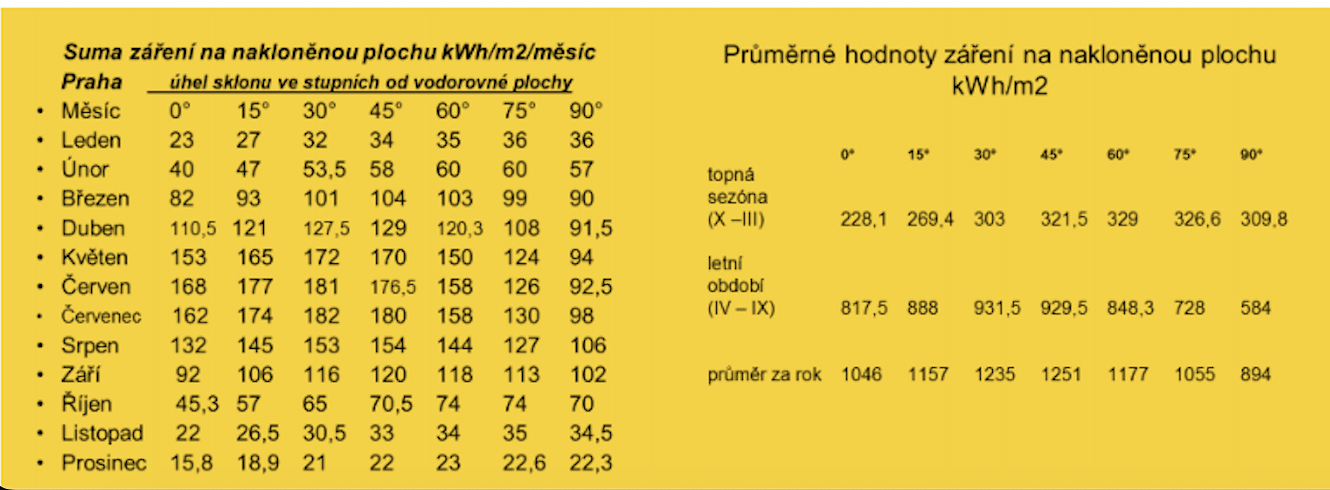 Suma záření na nakloněnou plochu kWh/m2/měsíc
Praha úhel sklonu ve stupních od vodorovné plochy
• Měsíc 0° 15° 30° 45° 60° 75° 90°
• Leden 23 27 32 34 35 36 36
• Únor 40 47 53,5 58 60 60 57
• Březen 82 93 101 104 103 99 90
• Duben 110,5 121 127,5 129 120,3 108 91,5
• Květen 153 165 172 170 150 124 94
• Červen 168 177 181 176,5 158 126 92,5
• Červenec 162 174 182 180 158 130 98
• Srpen 132 145 153 154 144 127 106
• Září 92 106 116 120 118 113 102
• Říjen 45,3 57 65 70,5 74 74 70
• Listopad 22 26,5 30,5 33 34 35 34,5
• Prosinec 15,8 18,9 21 22 23 22,6 22,3
Průměrné hodnoty záření na nakloněnou plochu
kWh/m2
0° 15° 30° 45° 60° 75° 90°
topná
sezóna
(X –III) 228,1 269,4 303 321,5 329 326,6 309,8
letní
období
(IV – IX) 817,5 888 931,5 929,5 848,3 728 584
průměr za rok 1046 1157 1235 1251 1177 1055 894